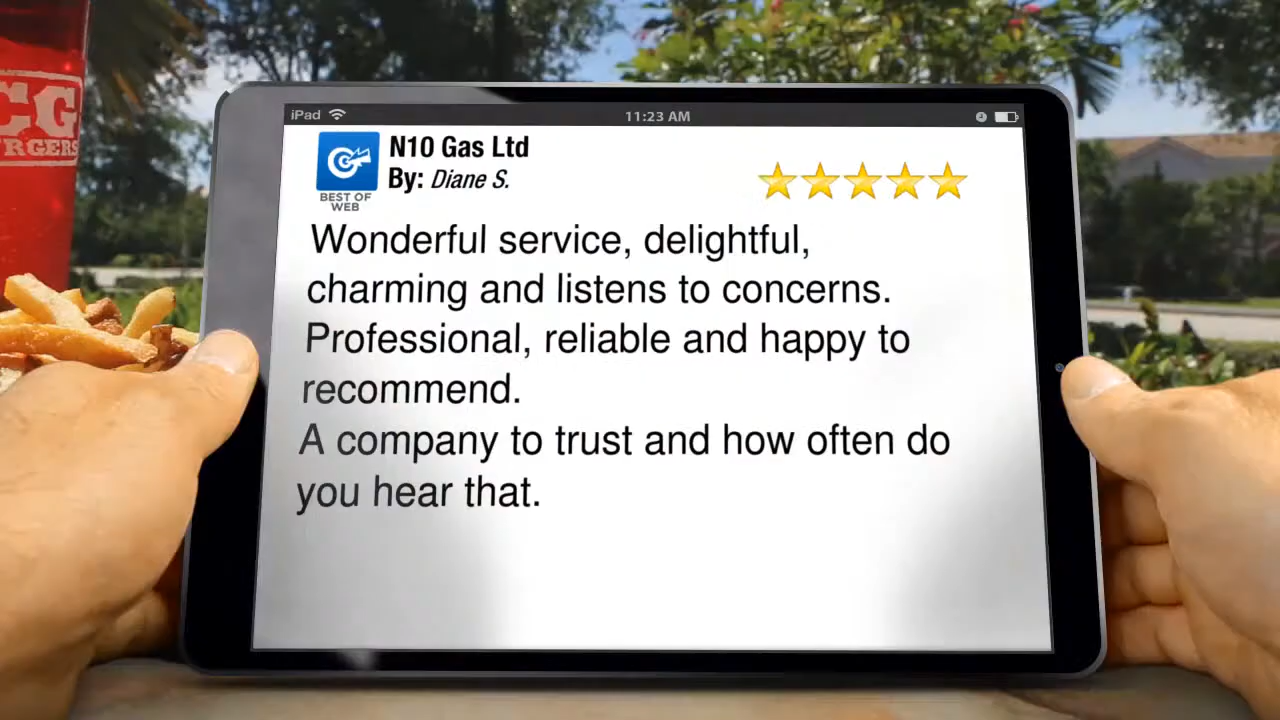 CG
RGERS
iPad
11:23 AM
N10 Gas Ltd
By: Diane S.
BEST OF
WEB
Wonderful service, delightful,
charming and listens to concerns.
Professional, reliable and happy to
recommend.
A company to trust and how often do
you hear that.